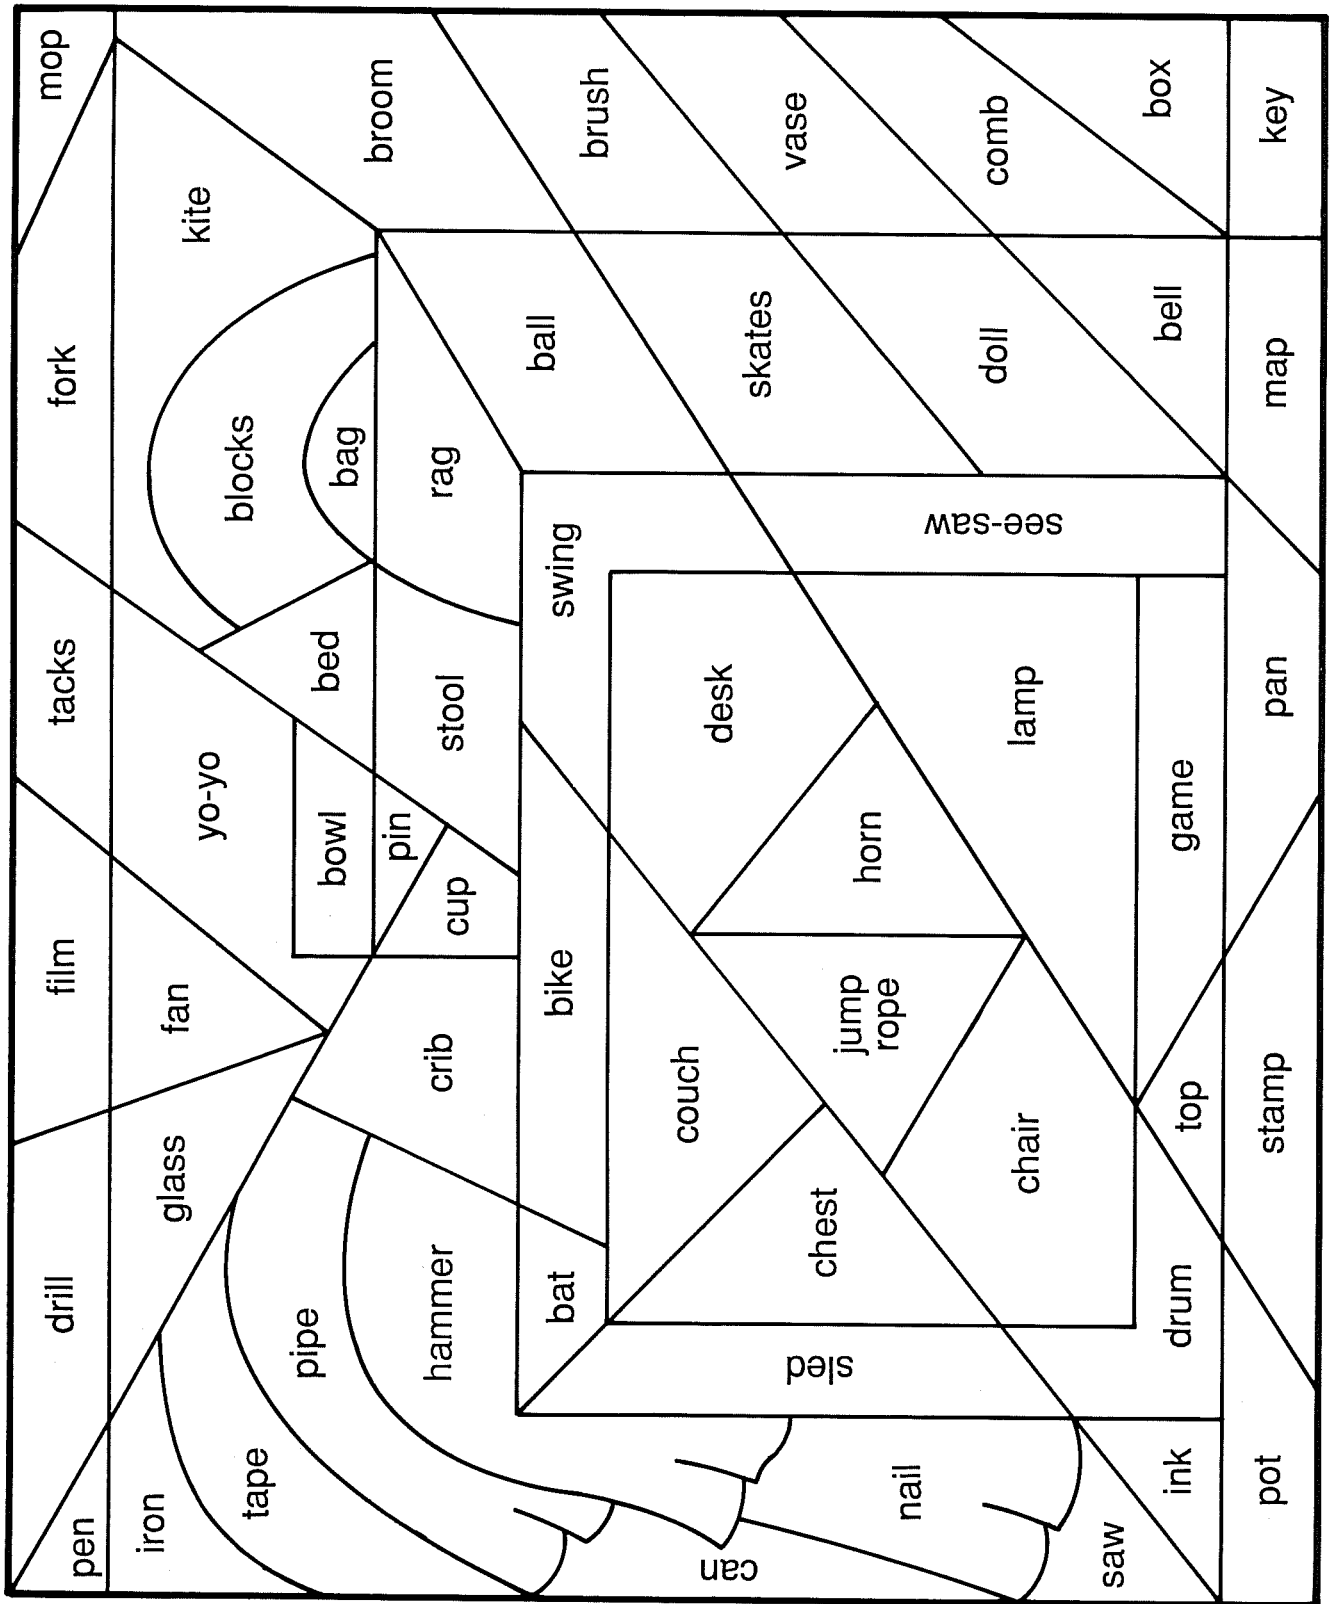 pen
drill
film
tacks
fork
mop
iron
glass
fan
yo-yo
kite
tape
blocks
pipe
bowl
bed
bag
broom
hammer
crib
cup
pin
stool
rag
bat
bike
swing
ball
brush
can
couch
desk
skates
vase
sled
chest
jump
rope
horn
nail
chair
lamp
see-saw
doll
comb
saw
ink
drum
top
game
bell
box
pot
stamp
pan
map
key